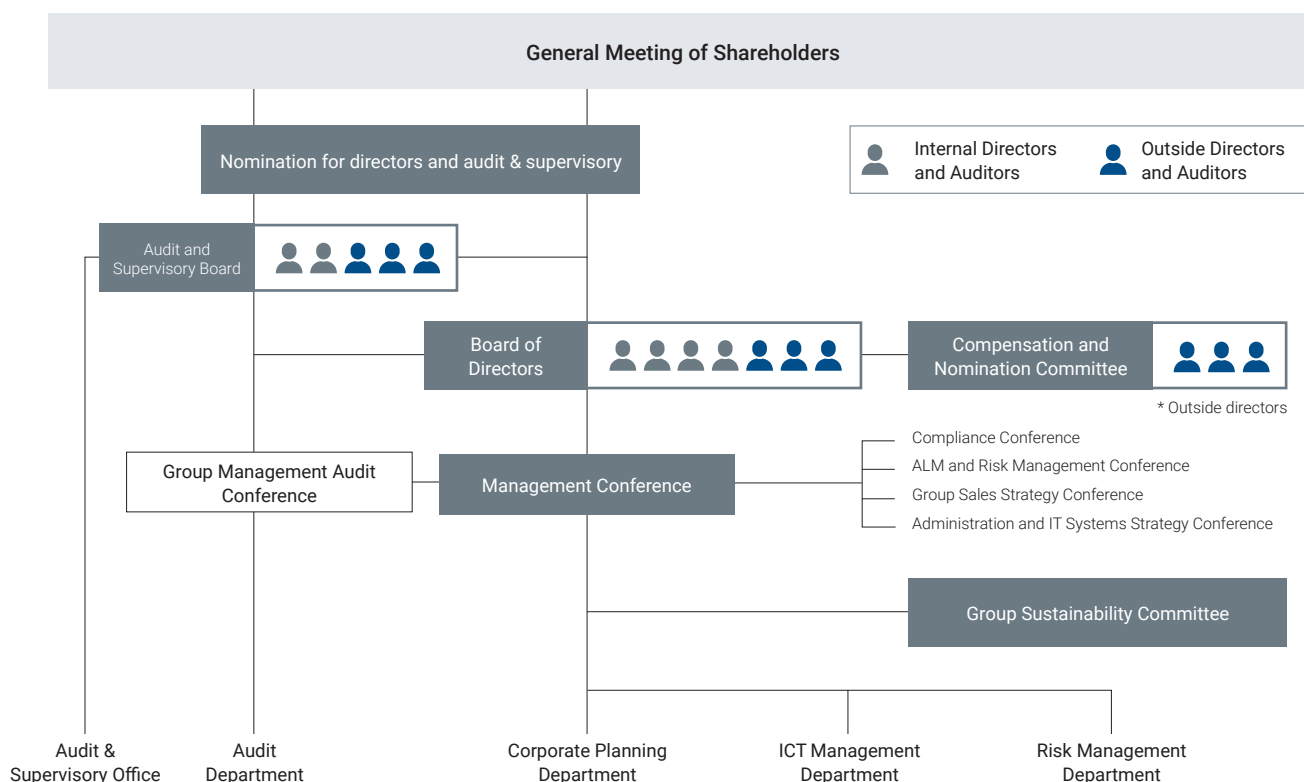 General Meeting of Shareholders
Nomination for directors and audit & supervisory
Internal Directors
and Auditors
Outside Directors
and Auditors
Audit and
Supervisory Board
Board of
Directors
Compensation and
Nomination Committee
* Outside directors
Group Management Audit
Conference
Management Conference
Compliance Conference
ALM and Risk Management Conference
Group Sales Strategy Conference
Administration and IT Systems Strategy Conference
Group Sustainability Committee
Audit &
Supervisory Office
Audit
Department
Corporate Planning
Department
ICT Management
Department
Risk Management
Department